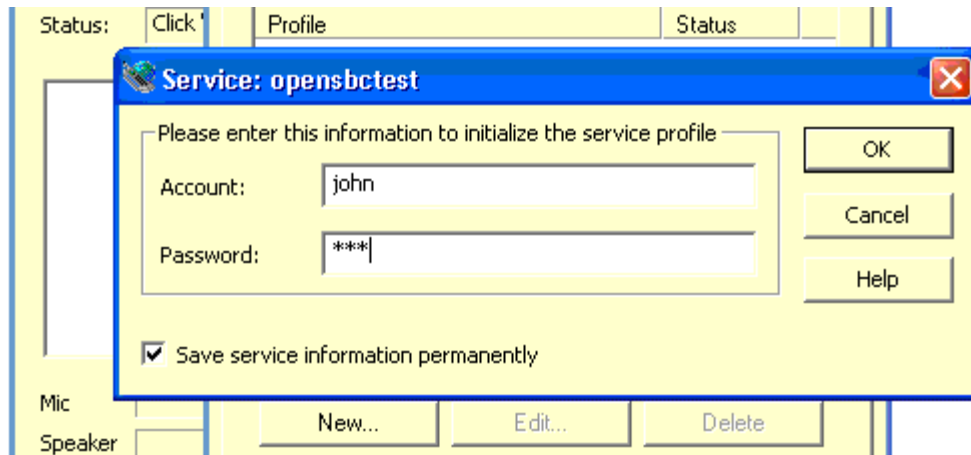 Status: Click ' Profile Status
Service: opensbctest
Please enter this information to initialize the service profile
OK
Account: john
Cancel
Password: ***
Help
Save service information permanently
Mic
New... Edit... Delete
Speaker